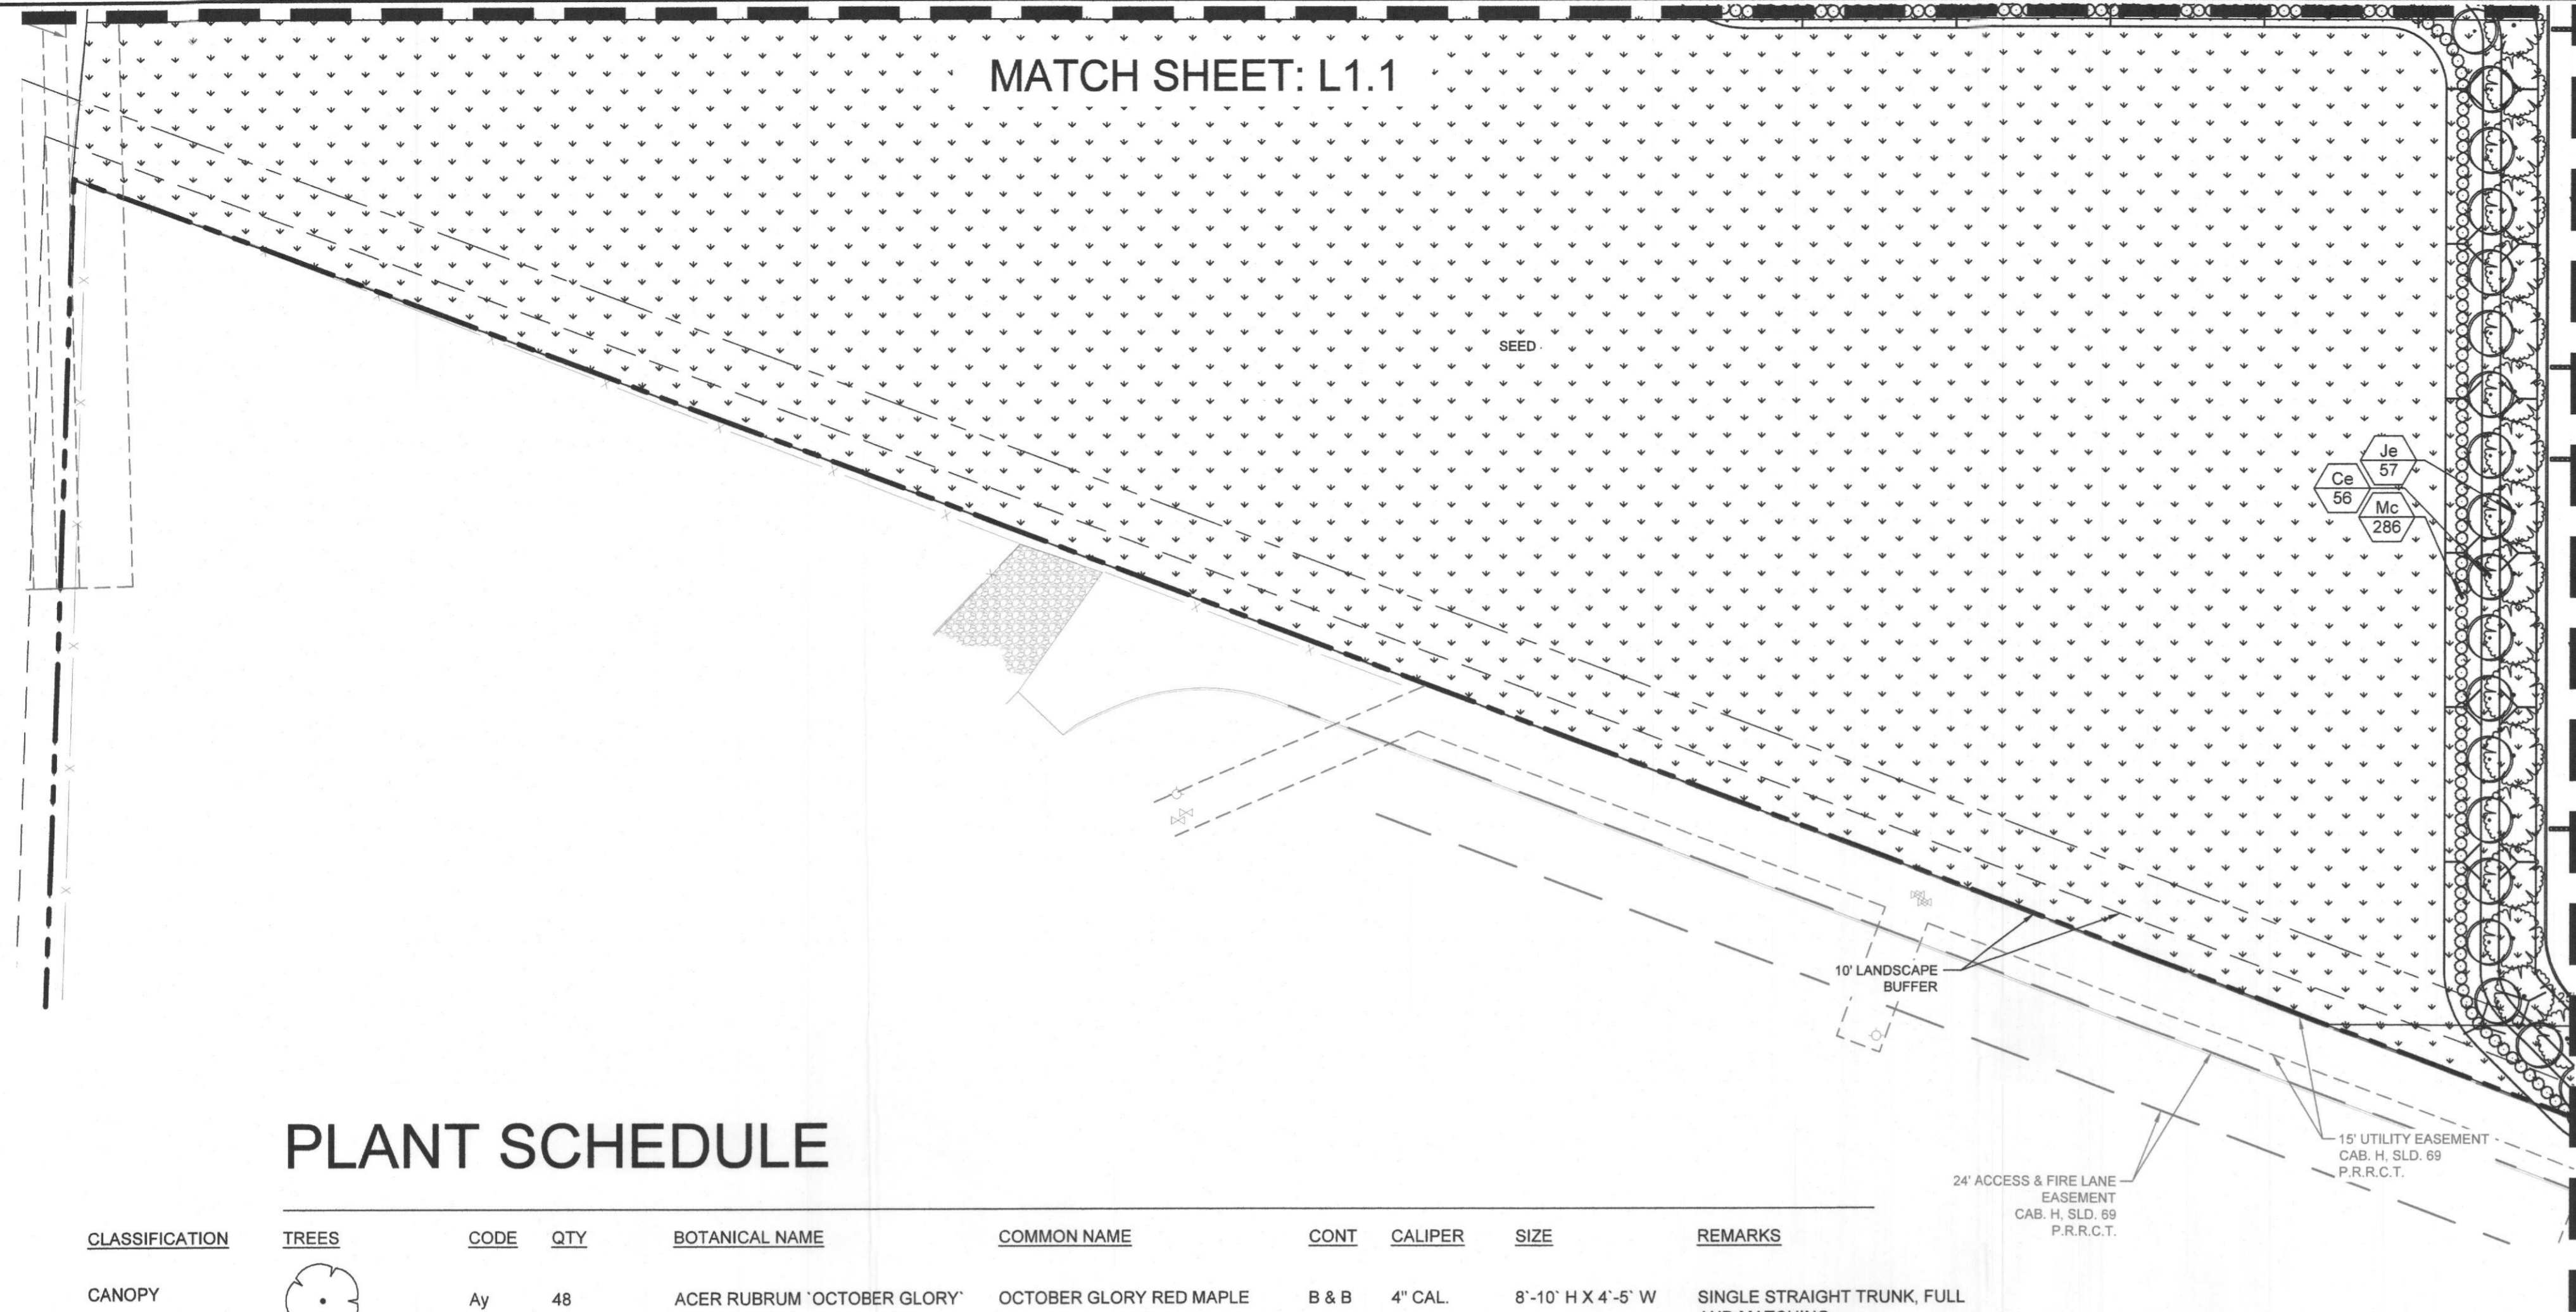 MATCH SHEET: L1.1
SEED
Je
57
Ce
56
Mc
286
10' LANDSCAPE
BUFFER
15' UTILITY EASEMENT
CAB. H, SLD. 69
P.R.R.C.T.
24' ACCESS & FIRE LANE
EASEMENT
CAB. H, SLD. 69
P.R.R.C.T.
PLANT SCHEDULE
CLASSIFICATION TREES CODE QTY BOTANICAL NAME COMMON NAME CONT CALIPER SIZE REMARKS
CANOPY Ay 48 ACER RUBRUM `OCTOBER GLORY` OCTOBER GLORY RED MAPLE B & B 4" CAL. 8`-10` H X 4`-5` W SINGLE STRAIGHT TRUNK, FULL